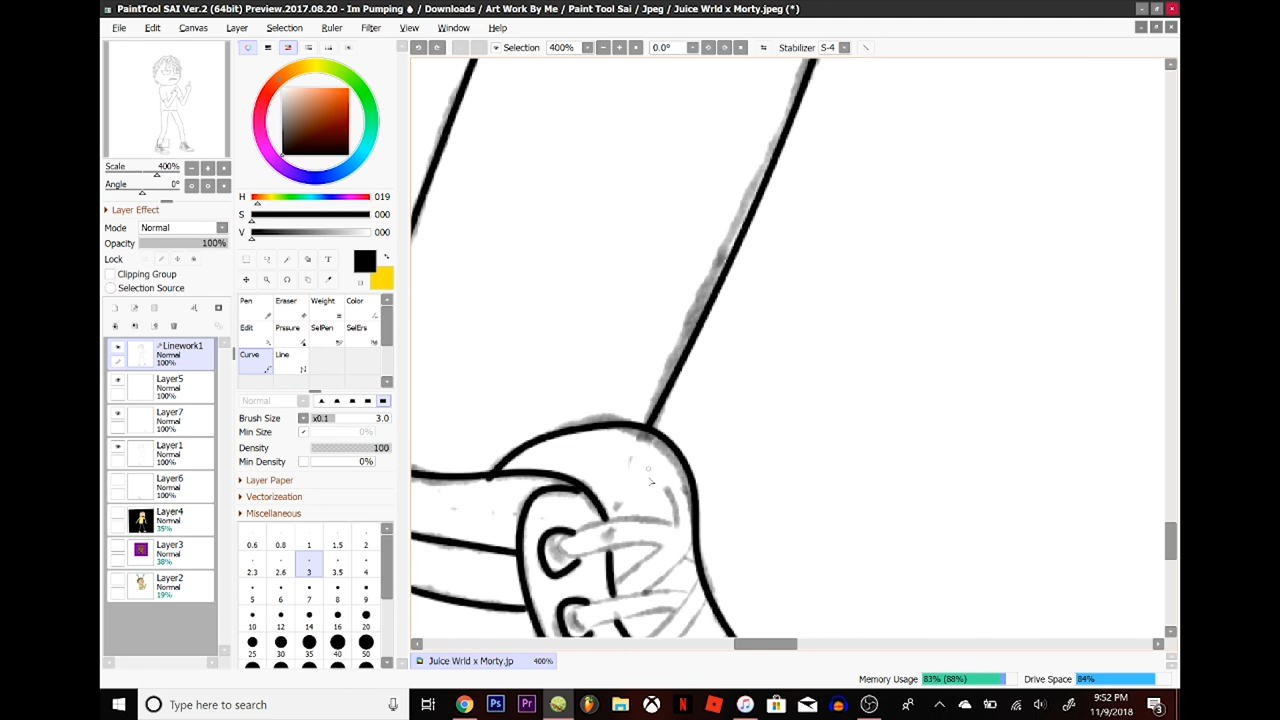 PaintTool SAI Ver.2 (64bit) Preview.2017.08.20 - Im Pumping / Downloads / Art Work By Me / Paint Tool Sai / Jpeg / Juice Wrld x Morty.jpeg (*)
File Edit Canvas Layer Selection Ruler Filter View Window Help
Selection 400% 0.0° Stabilizer S-4
Scale 400%
Angle 0°
Layer Effect
Mode Normal
Opacity 100%
Lock
Clipping Group
Selection Source
Linework1
Normal
100%
Layer5
Normal
100%
Layer7
Normal
100%
Layer1
Normal
100%
Layer6
Normal
100%
Layer4
Normal
35%
Layer3
Normal
38%
Layer2
Normal
19%
H 019
S 000
V 000
T
Pen Eraser Weight Color
Edit Prssure SelPen SelErs
Curve Line
Normal
Brush Size x0.1 3.0
Min Size 0%
Density 100
Min Density 0%
Layer Paper
Vectorizeation
Miscellaneous
0.6 0.8 1 1.5 2
2.3 2.6 3 3.5 4
5 6 7 8 9
10 12 14 16 20
25 30 35 40 50
Juice Wrld x Morty.jp 400%
Memory Usage 83% (88%) Drive Space 84%
Type here to search
Ps Pr N
9:52 PM
11/9/2018
3